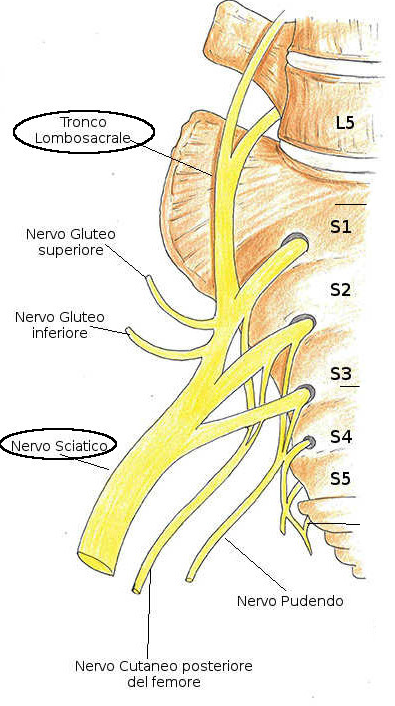 L5
Tronco
Lombosacrale
S1
Nervo Gluteo
superiore
S2
Nervo Gluteo
inferiore
S3
S4
Nervo Sciatico
S5
Nervo Pudendo
Nervo Cutaneo posteriore
del femore